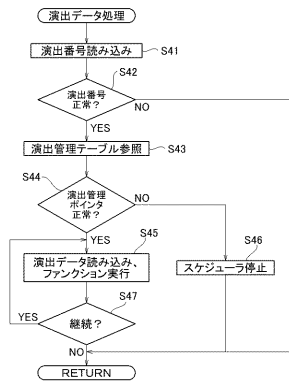 演出データ処理
演出番号読み込み
S41
S42
演出番号
正常？
NO
YES
演出管理テーブル参照
S43
S44
演出管理
ポインタ
正常？
NO
YES
S45
演出データ読み込み、
ファンクション実行
S46
スケジューラ停止
S47
YES
継続？
NO
RETURN